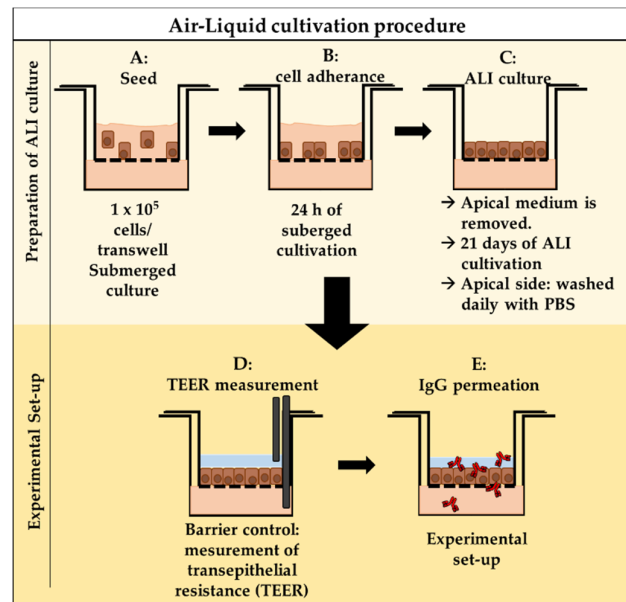 Air-Liquid cultivation procedure
Preparation of ALI culture
A:
Seed
1 x 10⁵
cells/
transwell
Submerged
culture
B:
cell adherance
24 h of
suberged
cultivation
C:
ALI culture
→ Apical medium is
removed.
→ 21 days of ALI
cultivation
→ Apical side: washed
daily with PBS
Experimental Set-up
D:
TEER measurement
Barrier control:
mesurement of
transepithelial
resistance (TEER)
E:
IgG permeation
Experimental
set-up